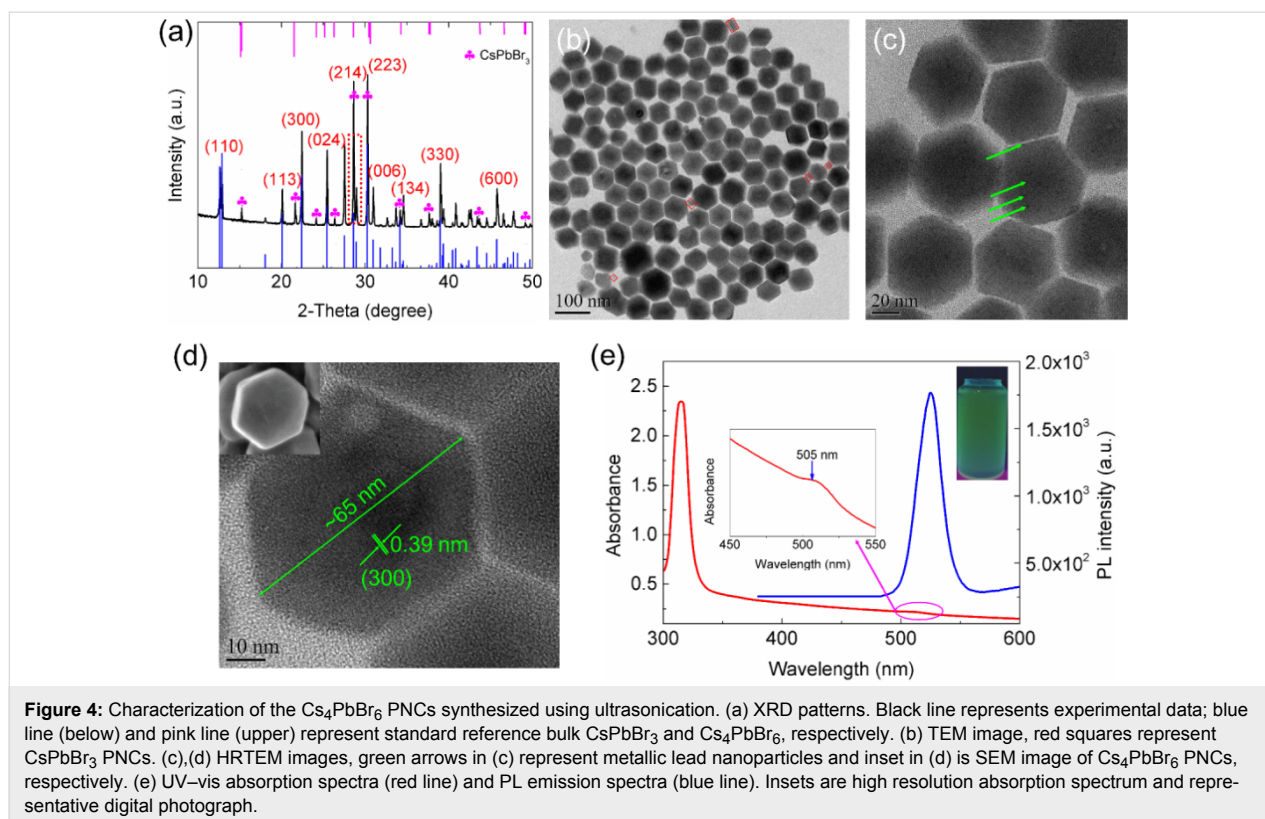 (a)
♣ CsPbBr₃
(110)
(113)
(300)
(024)
(214)
(223)
(006)
(134)
(330)
(600)
Intensity (a.u.)
10 20 30 40 50
2-Theta (degree)
(b)
100 nm
(c)
20 nm
(d)
~65 nm
0.39 nm
(300)
10 nm
(e)
2.5
2.0
1.5
1.0
0.5
Absorbance
300 400 500 600
Wavelength (nm)
2.0x10³
1.5x10³
1.0x10³
5.0x10²
PL intensity (a.u.)
505 nm
Absorbance
450 500 550
Wavelength (nm)
Figure 4: Characterization of the Cs₄PbBr₆ PNCs synthesized using ultrasonication. (a) XRD patterns. Black line represents experimental data; blue
line (below) and pink line (upper) represent standard reference bulk CsPbBr₃ and Cs₄PbBr₆, respectively. (b) TEM image, red squares represent
CsPbBr₃ PNCs. (c),(d) HRTEM images, green arrows in (c) represent metallic lead nanoparticles and inset in (d) is SEM image of Cs₄PbBr₆ PNCs,
respectively. (e) UV–vis absorption spectra (red line) and PL emission spectra (blue line). Insets are high resolution absorption spectrum and repre-
sentative digital photograph.